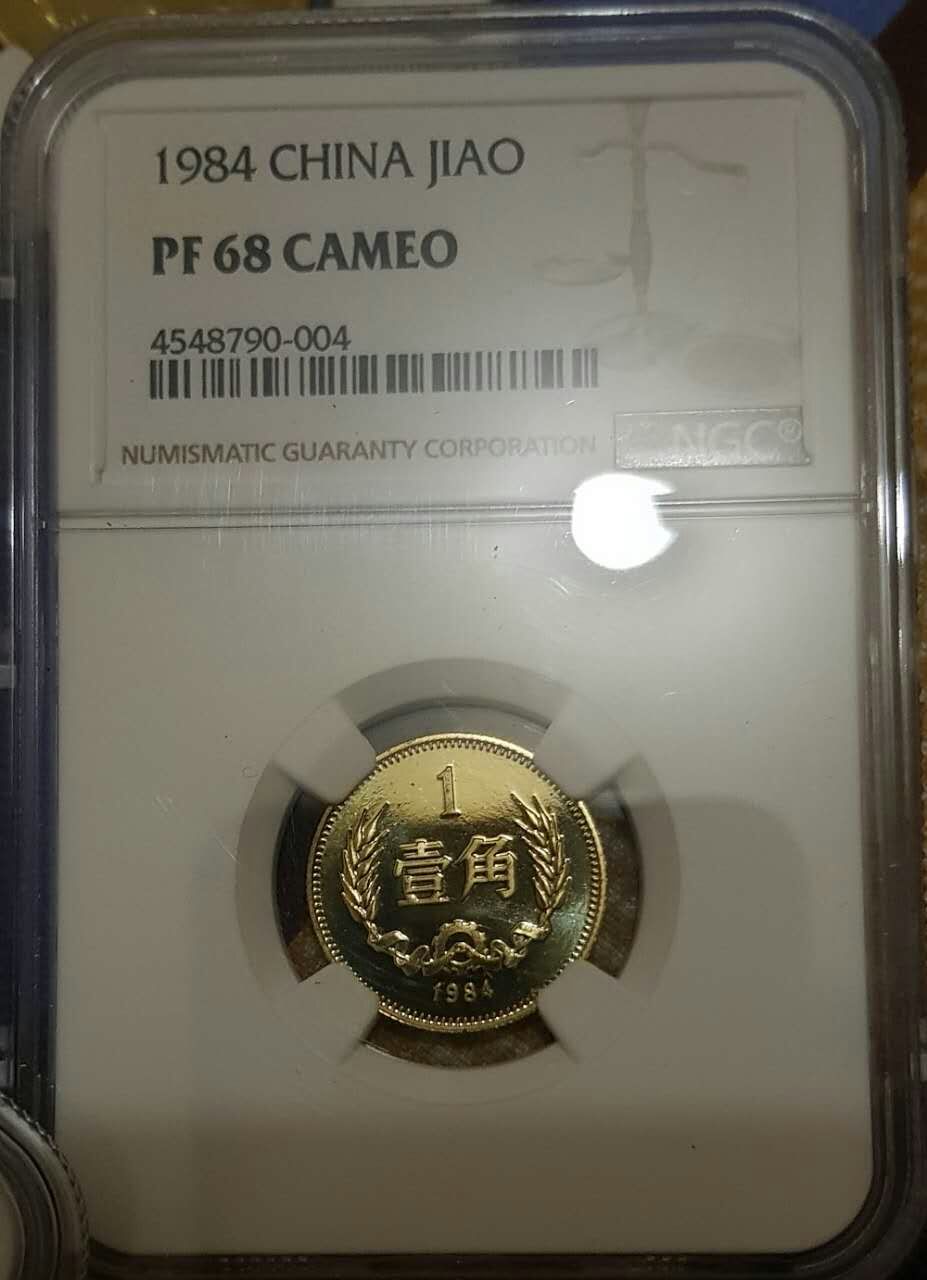 1984 CHINA JIAO
PF 68 CAMEO
4548790-004
NUMISMATIC GUARANTY CORPORATION
NGC®
1
壹角
1984